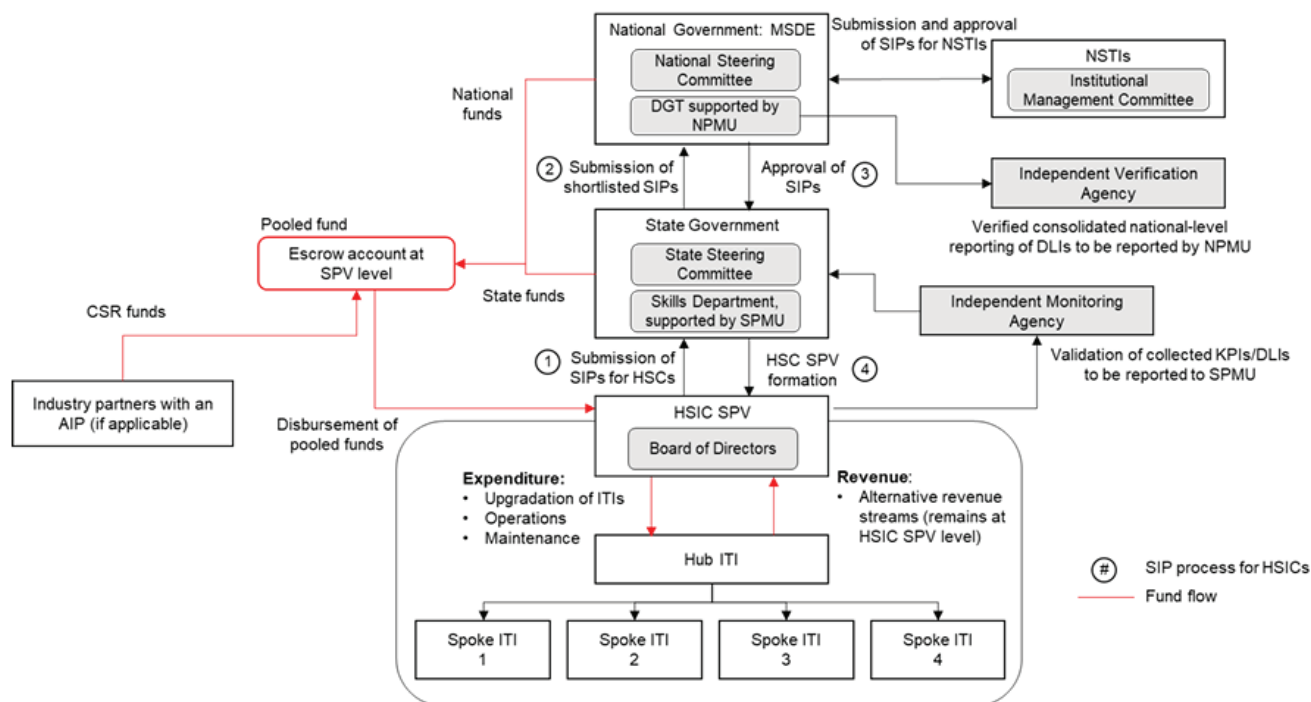 National Government: MSDE
National Steering
Committee
DGT supported by
NPMU
Submission and approval
of SIPs for NSTIs
NSTIs
Institutional
Management Committee
National
funds
2
Submission of
shortlisted SIPs
Approval of
SIPs
3
Independent Verification
Agency
Verified consolidated national-level
reporting of DLIs to be reported by NPMU
Pooled fund
Escrow account at
SPV level
State Government
State Steering
Committee
Skills Department,
supported by SPMU
State funds
CSR funds
Independent Monitoring
Agency
Validation of collected KPIs/DLIs
to be reported to SPMU
1
Submission of
SIPs for HSCs
HSC SPV
formation
4
Industry partners with an
AIP (if applicable)
Disbursement of
pooled funds
HSIC SPV
Board of Directors
Expenditure:
• Upgradation of ITIs
• Operations
• Maintenance
Revenue:
• Alternative revenue
streams (remains at
HSIC SPV level)
Hub ITI
Spoke ITI
1
Spoke ITI
2
Spoke ITI
3
Spoke ITI
4
# SIP process for HSICs
Fund flow